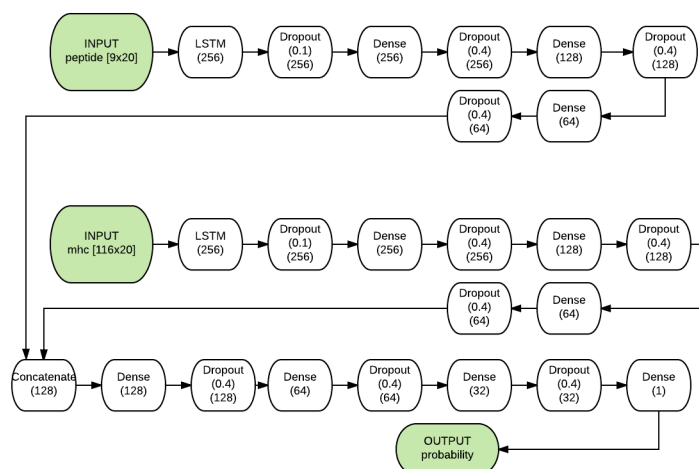 INPUT
peptide [9x20]
LSTM
(256)
Dropout
(0.1)
(256)
Dense
(256)
Dropout
(0.4)
(256)
Dense
(128)
Dropout
(0.4)
(128)
Dense
(64)
Dropout
(0.4)
(64)
INPUT
mhc [116x20]
LSTM
(256)
Dropout
(0.1)
(256)
Dense
(256)
Dropout
(0.4)
(256)
Dense
(128)
Dropout
(0.4)
(128)
Dense
(64)
Dropout
(0.4)
(64)
Concatenate
(128)
Dense
(128)
Dropout
(0.4)
(128)
Dense
(64)
Dropout
(0.4)
(64)
Dense
(32)
Dropout
(0.4)
(32)
Dense
(1)
OUTPUT
probability